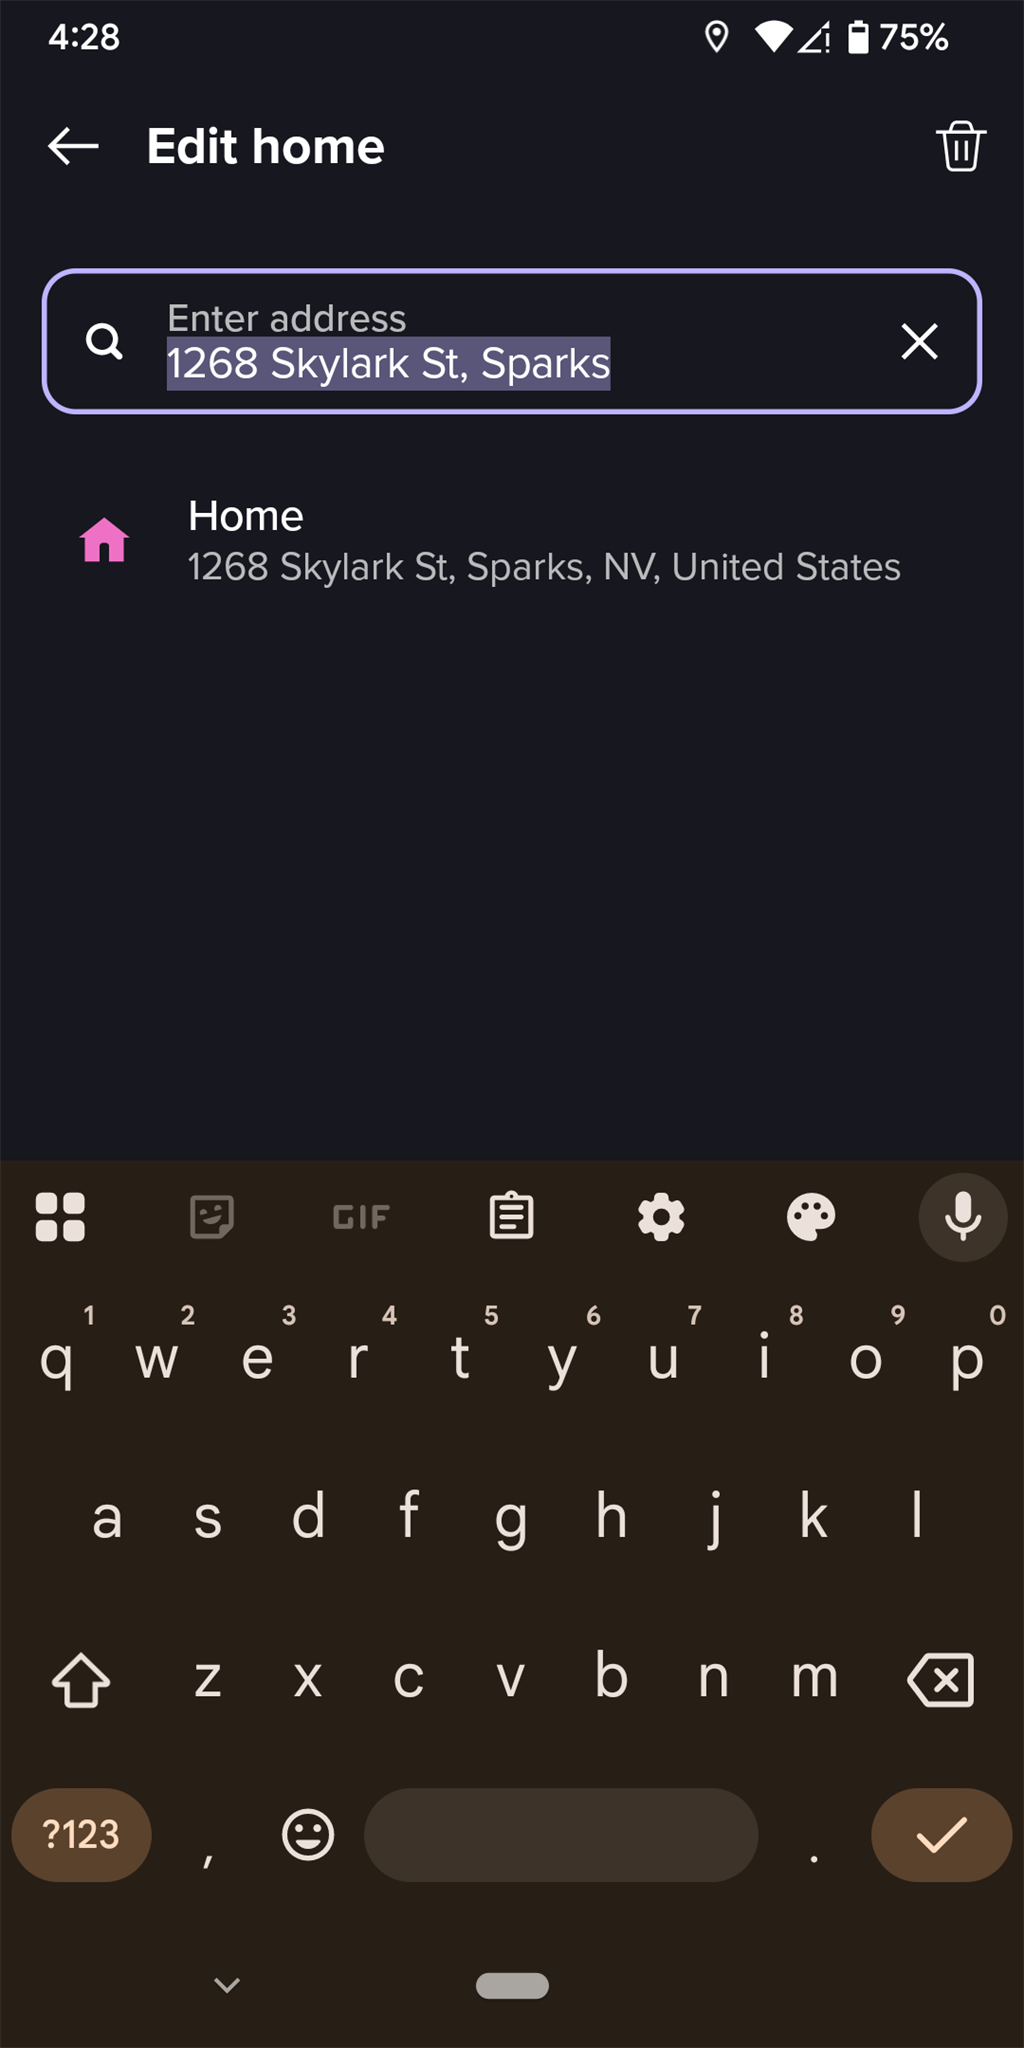 4:28
75%
Edit home
Enter address
1268 Skylark St, Sparks
Home
1268 Skylark St, Sparks, NV, United States
GIF
1 2 3 4 5 6 7 8 9 0
q w e r t y u i o p
a s d f g h j k l
z x c v b n m
?123 , .